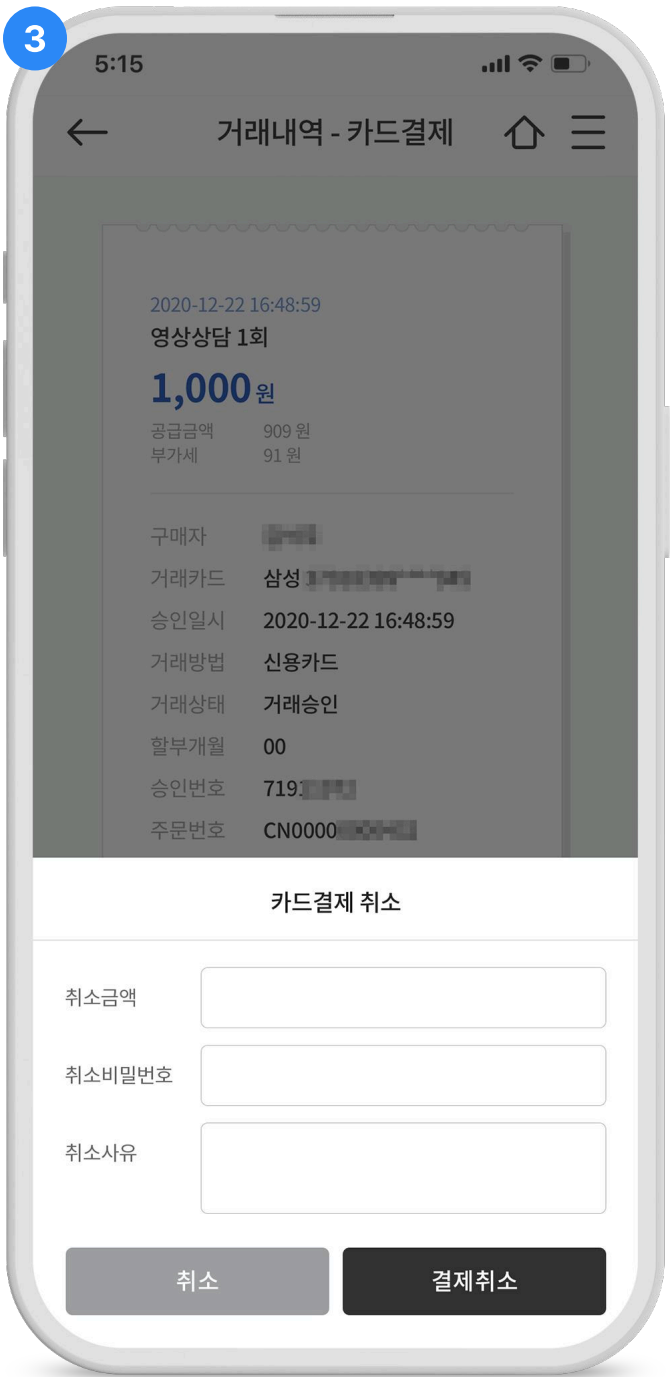 3
5:15
거래내역 - 카드결제
2020-12-22 16:48:59
영상상담 1회
1,000 원
공급금액 909 원
부가세 91 원
구매자
거래카드 삼성
승인일시 2020-12-22 16:48:59
거래방법 신용카드
거래상태 거래승인
할부개월 00
승인번호 719
주문번호 CN0000
카드결제 취소
취소금액
취소비밀번호
취소사유
취소 결제취소